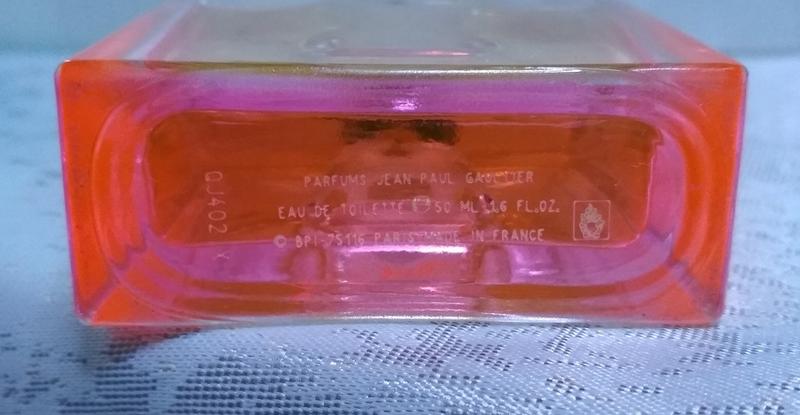 PARFUMS JEAN PAUL GAULTIER
EAU DE TOILETTE ℮ 50 ML 1.6 FL.OZ.
© BPI-75116 PARIS-MADE IN FRANCE
QJ402 Y